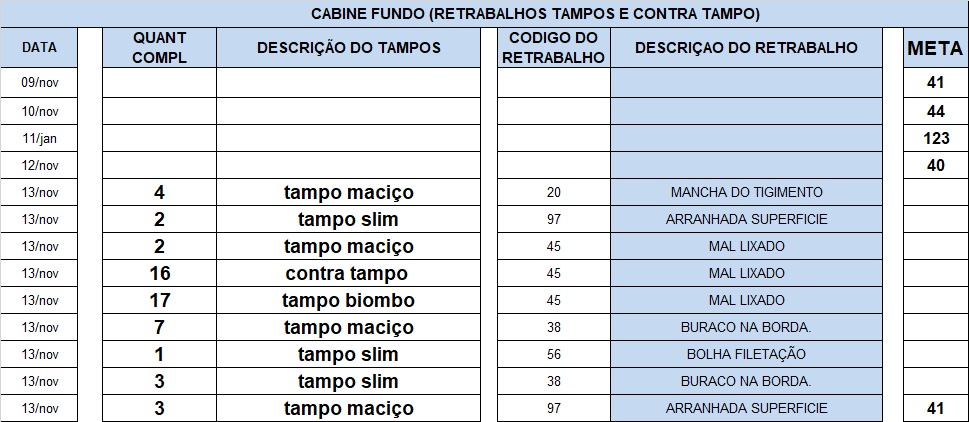 CABINE FUNDO (RETRABALHOS TAMPOS E CONTRA TAMPO)
DATA QUANT COMPL DESCRIÇÃO DO TAMPOS CODIGO DO RETRABALHO DESCRIÇAO DO RETRABALHO META
09/nov 41
10/nov 44
11/jan 123
12/nov 40
13/nov 4 tampo maciço 20 MANCHA DO TIGIMENTO
13/nov 2 tampo slim 97 ARRANHADA SUPERFICIE
13/nov 2 tampo maciço 45 MAL LIXADO
13/nov 16 contra tampo 45 MAL LIXADO
13/nov 17 tampo biombo 45 MAL LIXADO
13/nov 7 tampo maciço 38 BURACO NA BORDA.
13/nov 1 tampo slim 56 BOLHA FILETAÇÃO
13/nov 3 tampo slim 38 BURACO NA BORDA.
13/nov 3 tampo maciço 97 ARRANHADA SUPERFICIE 41